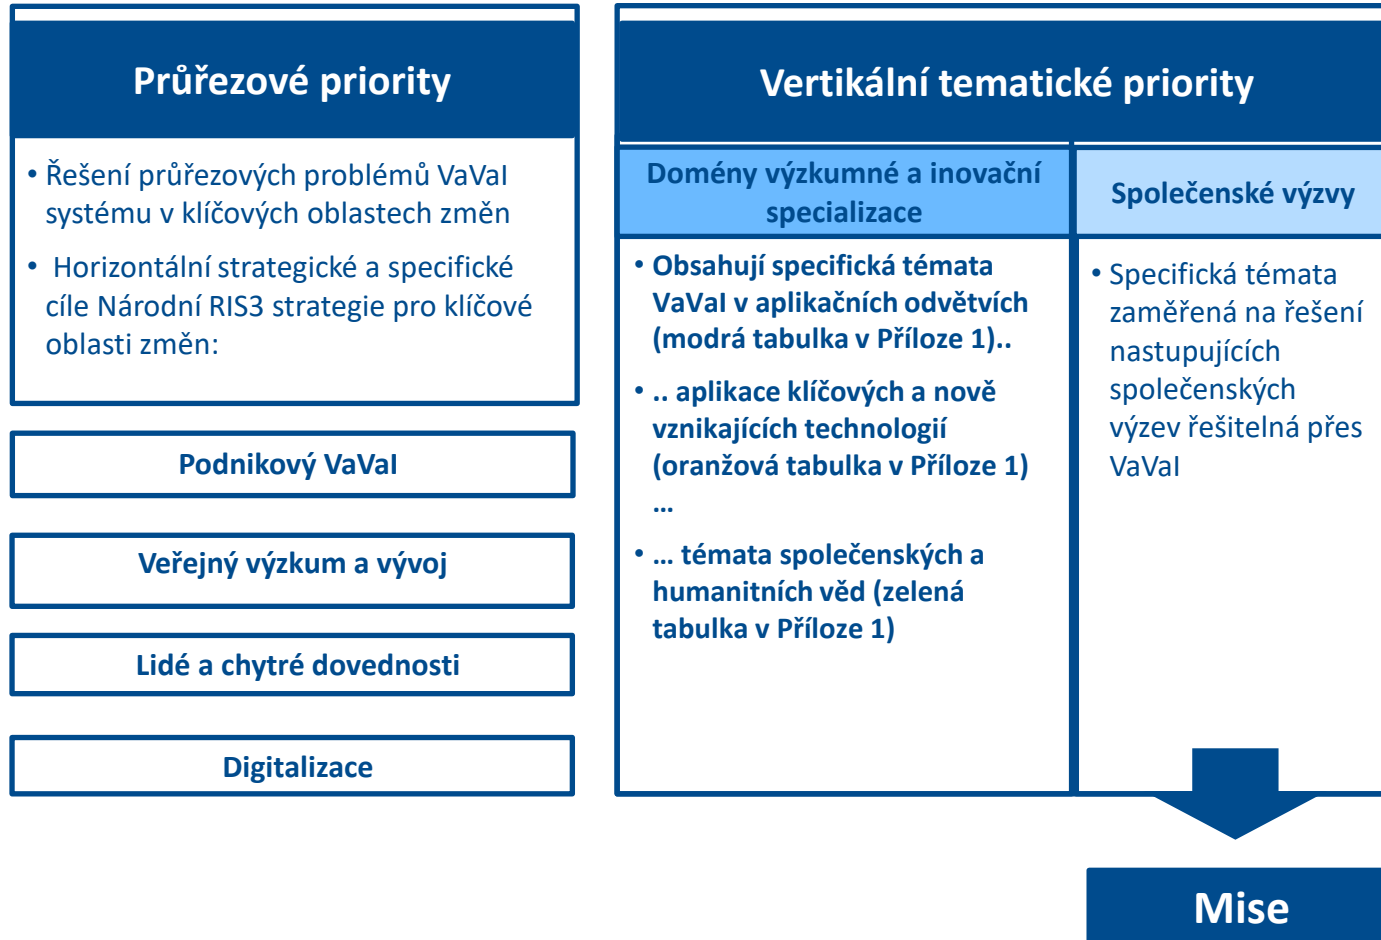 Průřezové priority
• Řešení průřezových problémů VaVaI
systému v klíčových oblastech změn
• Horizontální strategické a specifické
cíle Národní RIS3 strategie pro klíčové
oblasti změn:
Podnikový VaVaI
Veřejný výzkum a vývoj
Lidé a chytré dovednosti
Digitalizace
Vertikální tematické priority
Domény výzkumné a inovační
specializace
• Obsahují specifická témata
VaVaI v aplikačních odvětvích
(modrá tabulka v Příloze 1)..
• .. aplikace klíčových a nově
vznikajících technologií
(oranžová tabulka v Příloze 1)
...
• ... témata společenských a
humanitních věd (zelená
tabulka v Příloze 1)
Společenské výzvy
• Specifická témata
zaměřená na řešení
nastupujících
společenských
výzev řešitelná přes
VaVaI
Mise